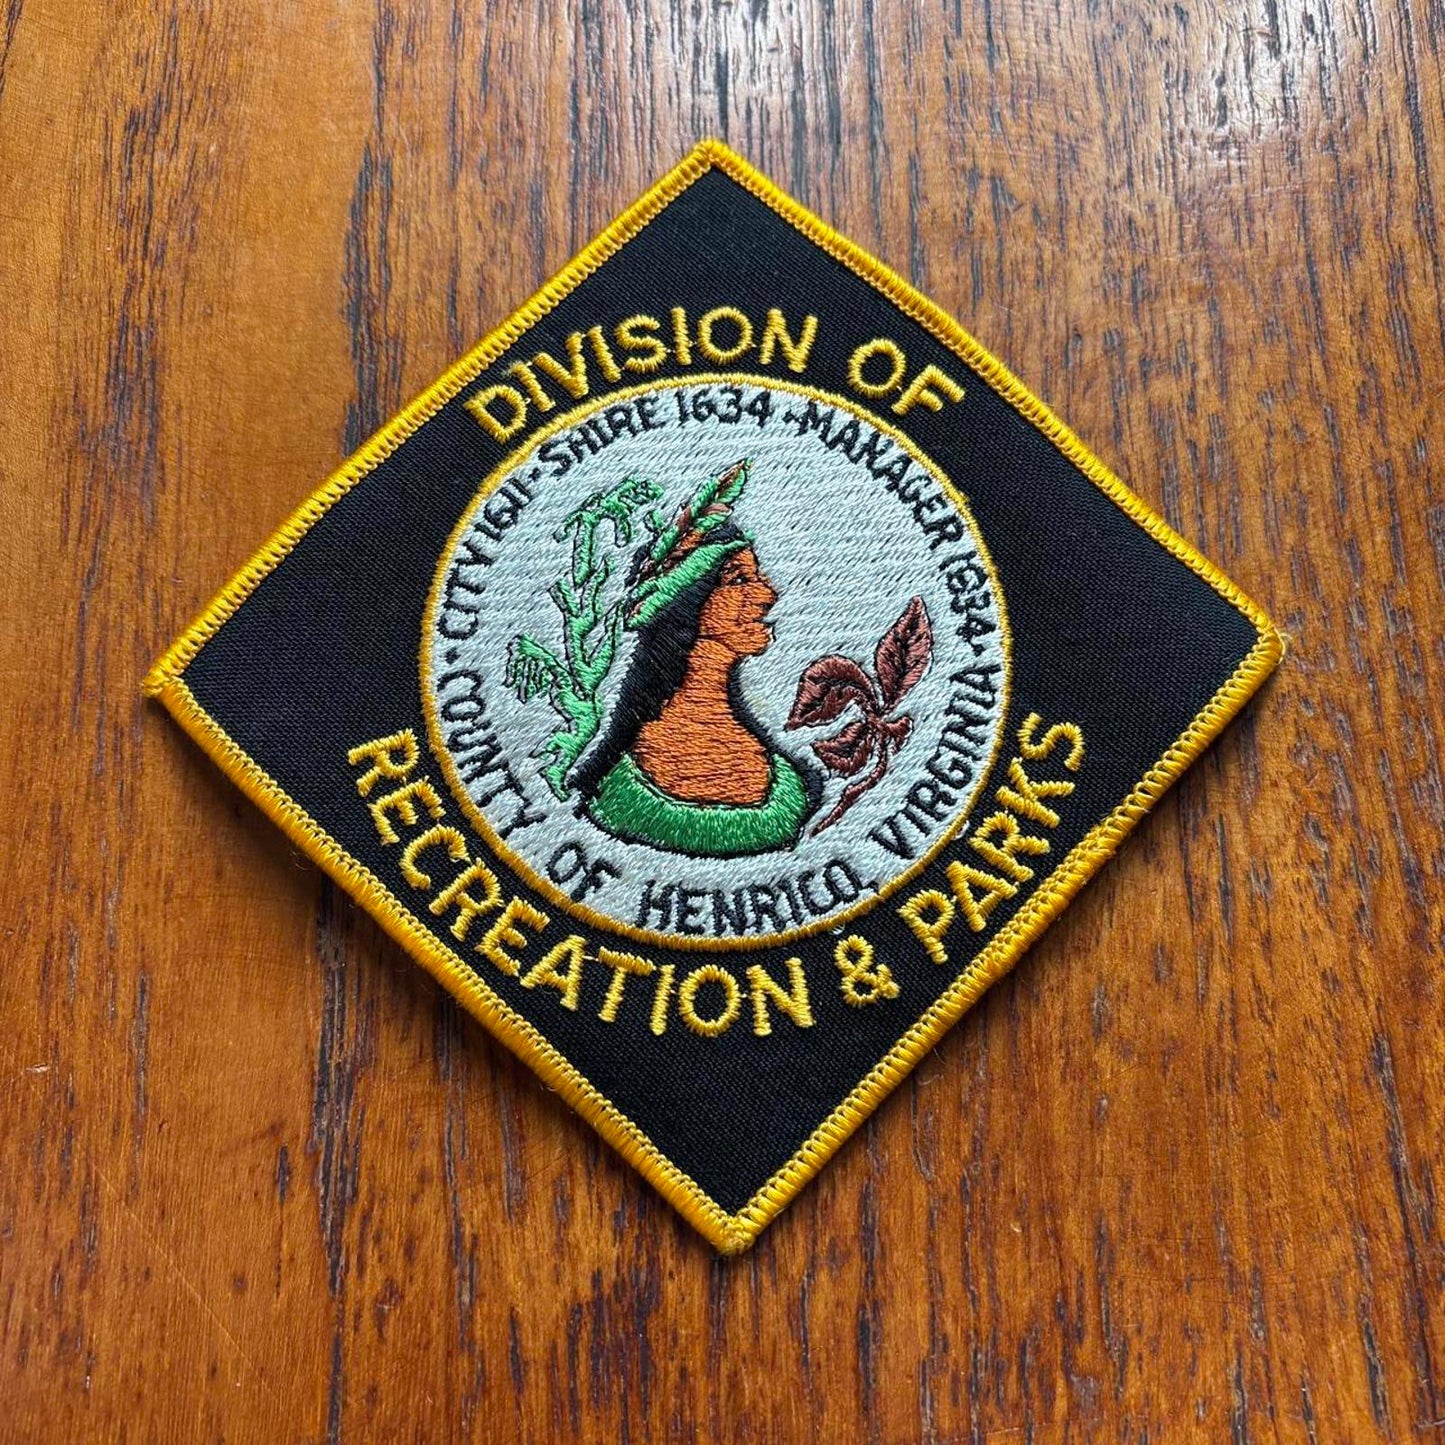 DIVISION OF
· CITY 1611 · SHIRE 1634 · MANAGER 1934 ·
COUNTY OF HENRICO, VIRGINIA
RECREATION & PARKS